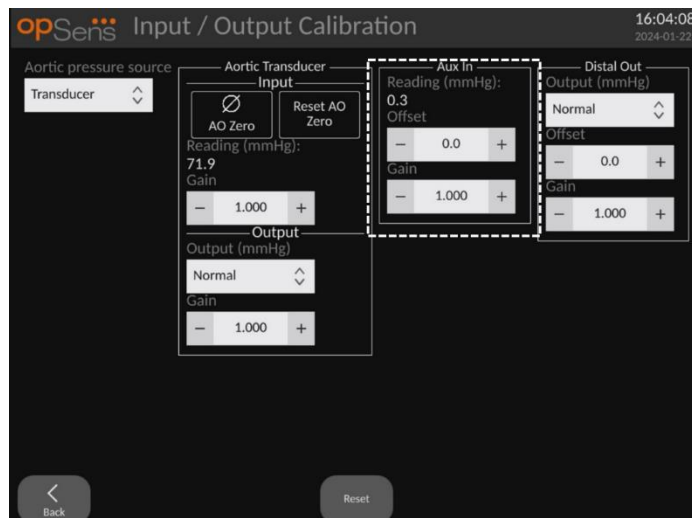 opSens Input / Output Calibration
16:04:08
2024-01-22
Aortic pressure source
Transducer
Aortic Transducer
Input
AO Zero
Reset AO
Zero
Reading (mmHg):
71.9
Gain
− 1.000 +
Output
Output (mmHg)
Normal
Gain
− 1.000 +
Aux In
Reading (mmHg):
0.3
Offset
− 0.0 +
Gain
− 1.000 +
Distal Out
Output (mmHg)
Normal
Offset
− 0.0 +
Gain
− 1.000 +
Back
Reset